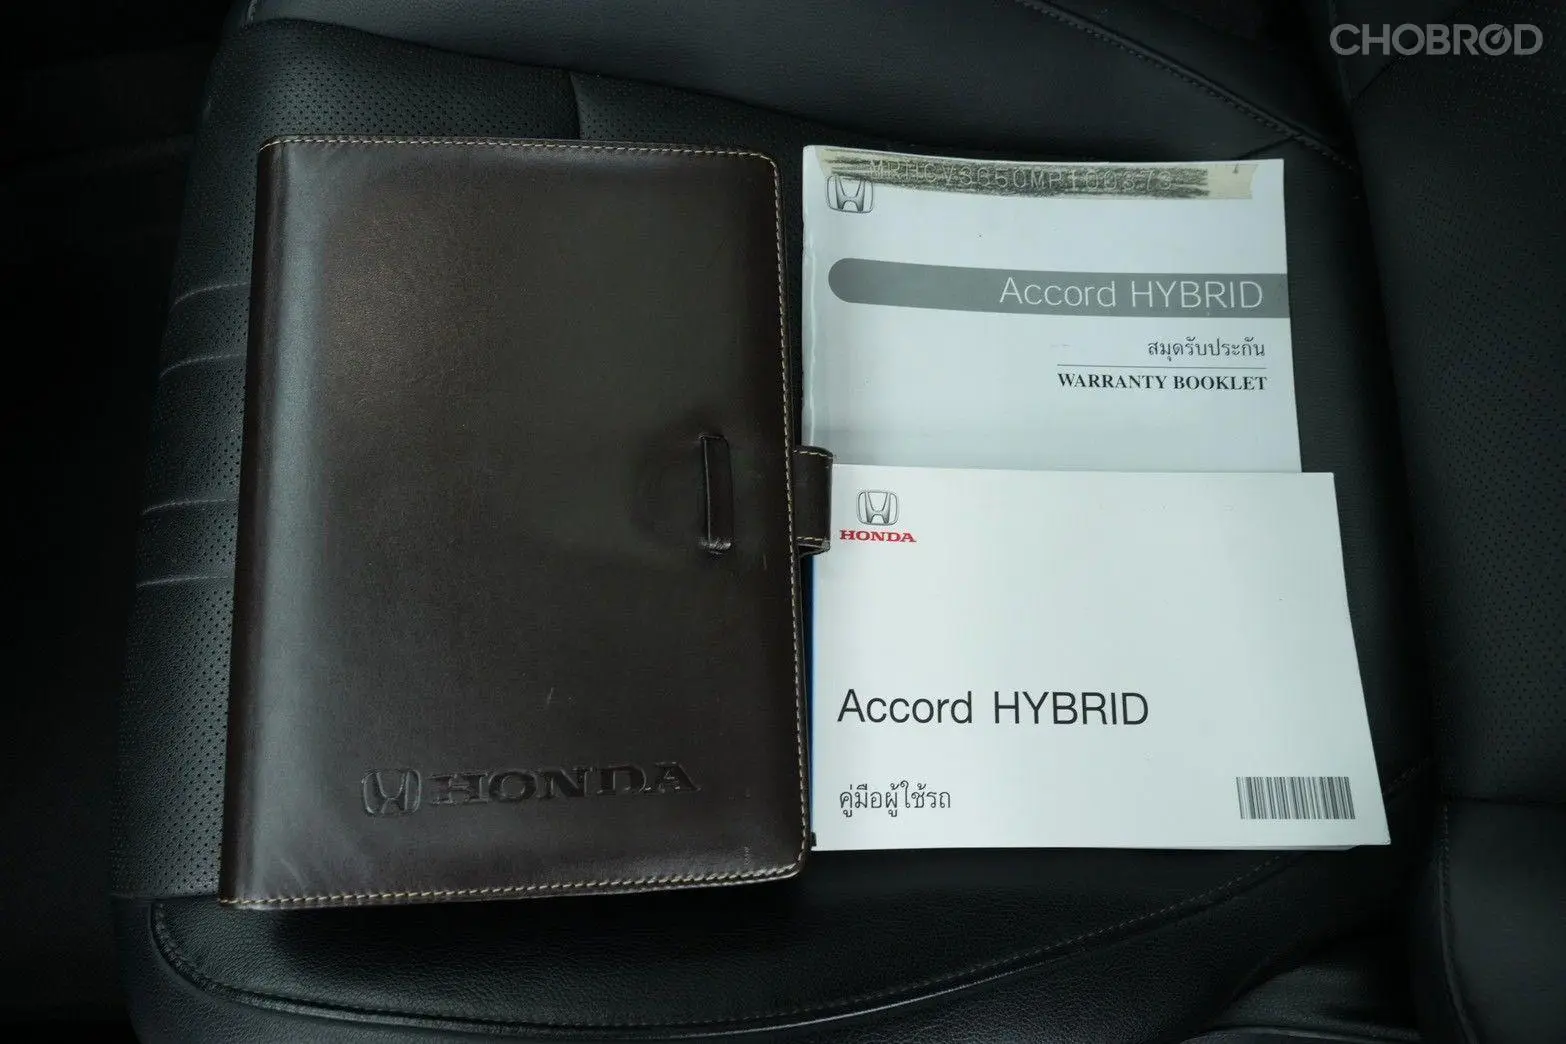 CHOBROD
Accord HYBRID
สมุดรับประกัน
WARRANTY BOOKLET
HONDA
Accord HYBRID
คู่มือผู้ใช้รถ
HONDA